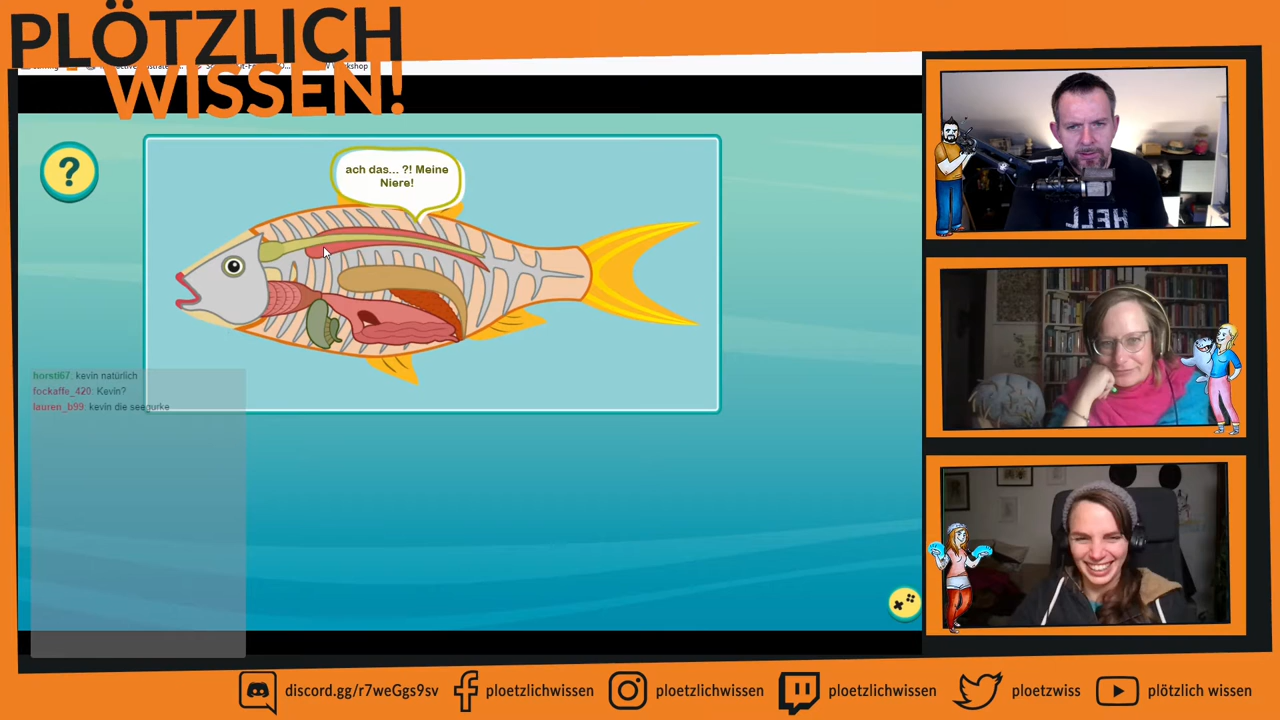 PLÖTZLICH
WISSEN!
Workshop
?
ach das... ?! Meine
Niere!
horsti67: kevin natürlich
fockaffe_420: Kevin?
lauren_b99: kevin die seegurke
HELL
discord.gg/r7weGgs9sv
ploetzlichwissen
ploetzlichwissen
ploetzlichwissen
ploetzwiss
plötzlich wissen